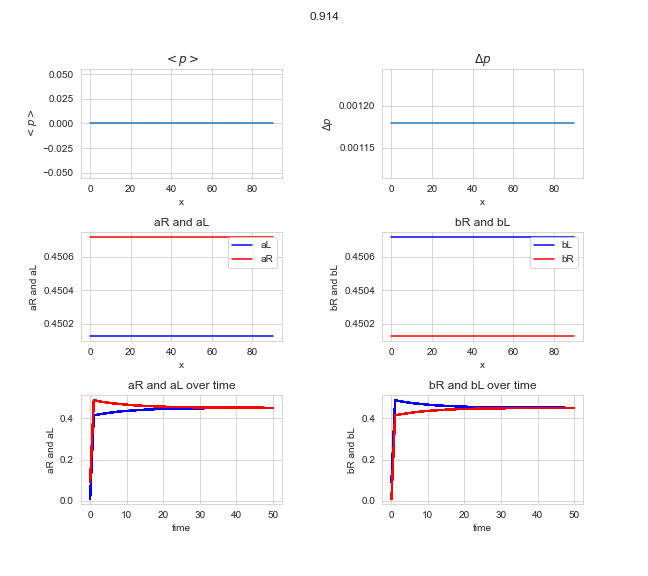 0.914
< p >
Δp
0.050
0.025
0.000
−0.025
−0.050
< p >
0 20 40 60 80
x
0.00120
0.00115
Δp
0 20 40 60 80
x
aR and aL
bR and bL
0.4506
0.4504
0.4502
aR and aL
aL
aR
0 20 40 60 80
x
0.4506
0.4504
0.4502
bR and bL
bL
bR
0 20 40 60 80
x
aR and aL over time
bR and bL over time
0.4
0.2
0.0
aR and aL
0 10 20 30 40 50
time
0.4
0.2
0.0
bR and bL
0 10 20 30 40 50
time